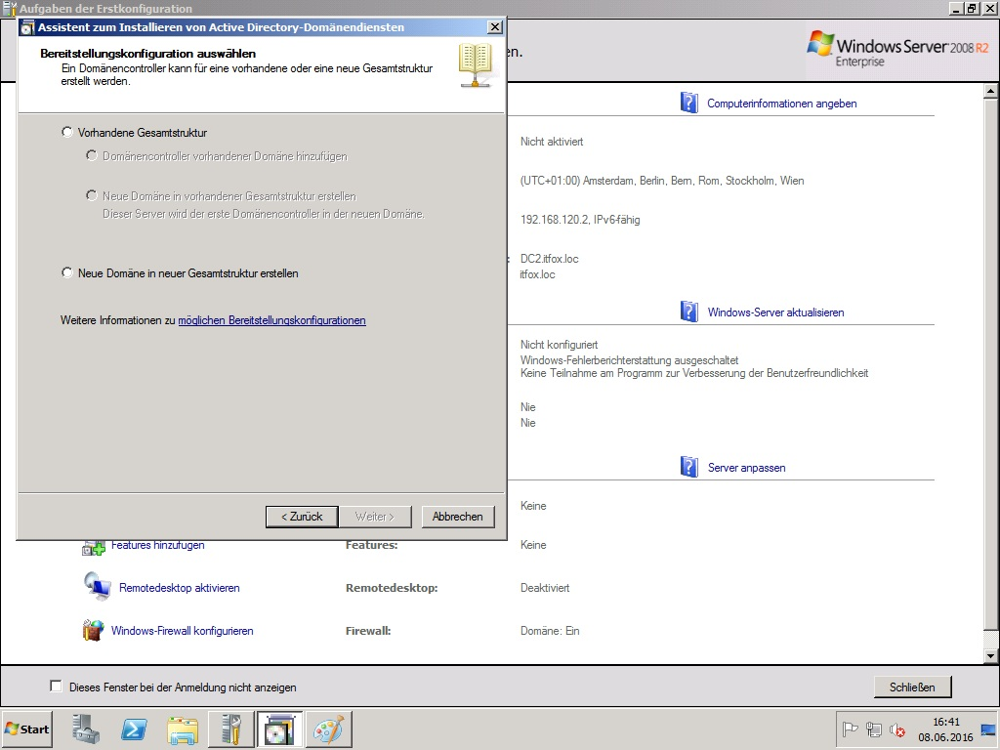 Aufgaben der Erstkonfiguration
Assistent zum Installieren von Active Directory-Domänendiensten
Bereitstellungskonfiguration auswählen
Ein Domänencontroller kann für eine vorhandene oder eine neue Gesamtstruktur
erstellt werden.
en.
Windows Server 2008 R2
Enterprise
Vorhandene Gesamtstruktur
Domänencontroller vorhandener Domäne hinzufügen
Neue Domäne in vorhandener Gesamtstruktur erstellen
Dieser Server wird der erste Domänencontroller in der neuen Domäne.
Neue Domäne in neuer Gesamtstruktur erstellen
Weitere Informationen zu möglichen Bereitstellungskonfigurationen
< Zurück
Weiter >
Abbrechen
Computerinformationen angeben
Nicht aktiviert
(UTC+01:00) Amsterdam, Berlin, Bern, Rom, Stockholm, Wien
192.168.120.2, IPv6-fähig
: DC2.itfox.loc
itfox.loc
Windows-Server aktualisieren
Nicht konfiguriert
Windows-Fehlerberichterstattung ausgeschaltet
Keine Teilnahme am Programm zur Verbesserung der Benutzerfreundlichkeit
Nie
Nie
Server anpassen
Keine
Features hinzufügen Features: Keine
Remotedesktop aktivieren Remotedesktop: Deaktiviert
Windows-Firewall konfigurieren Firewall: Domäne: Ein
Dieses Fenster bei der Anmeldung nicht anzeigen
Schließen
Start
16:41
08.06.2016